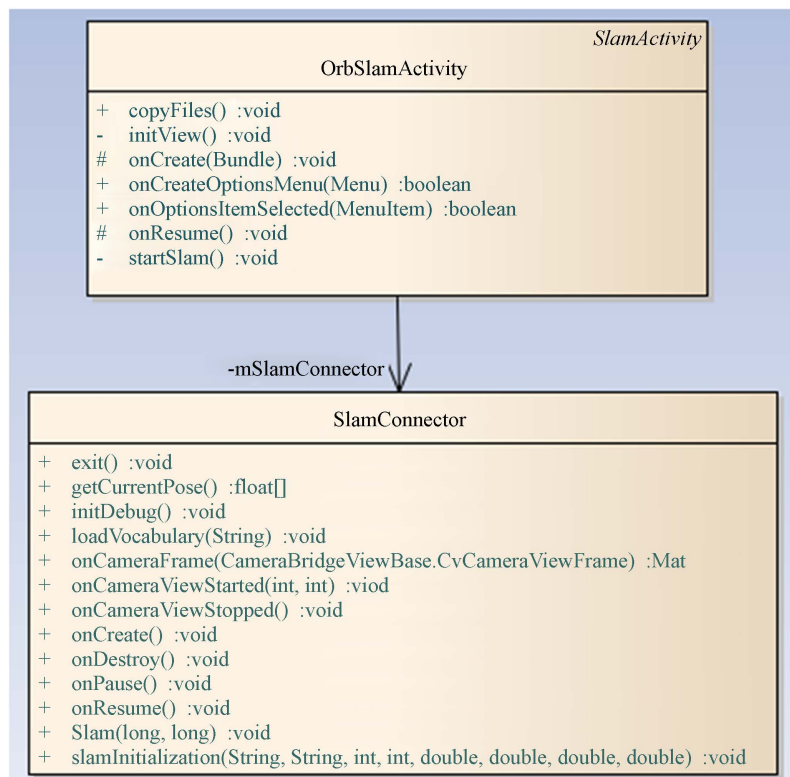 SlamActivity
OrbSlamActivity
+ copyFiles() :void
- initView() :void
# onCreate(Bundle) :void
+ onCreateOptionsMenu(Menu) :boolean
+ onOptionsItemSelected(MenuItem) :boolean
# onResume() :void
- startSlam() :void
-mSlamConnector
SlamConnector
+ exit() :void
+ getCurrentPose() :float[]
+ initDebug() :void
+ loadVocabulary(String) :void
+ onCameraFrame(CameraBridgeViewBase.CvCameraViewFrame) :Mat
+ onCameraViewStarted(int, int) :viod
+ onCameraViewStopped() :void
+ onCreate() :void
+ onDestroy() :void
+ onPause() :void
+ onResume() :void
+ Slam(long, long) :void
+ slamInitialization(String, String, int, int, double, double, double, double) :void